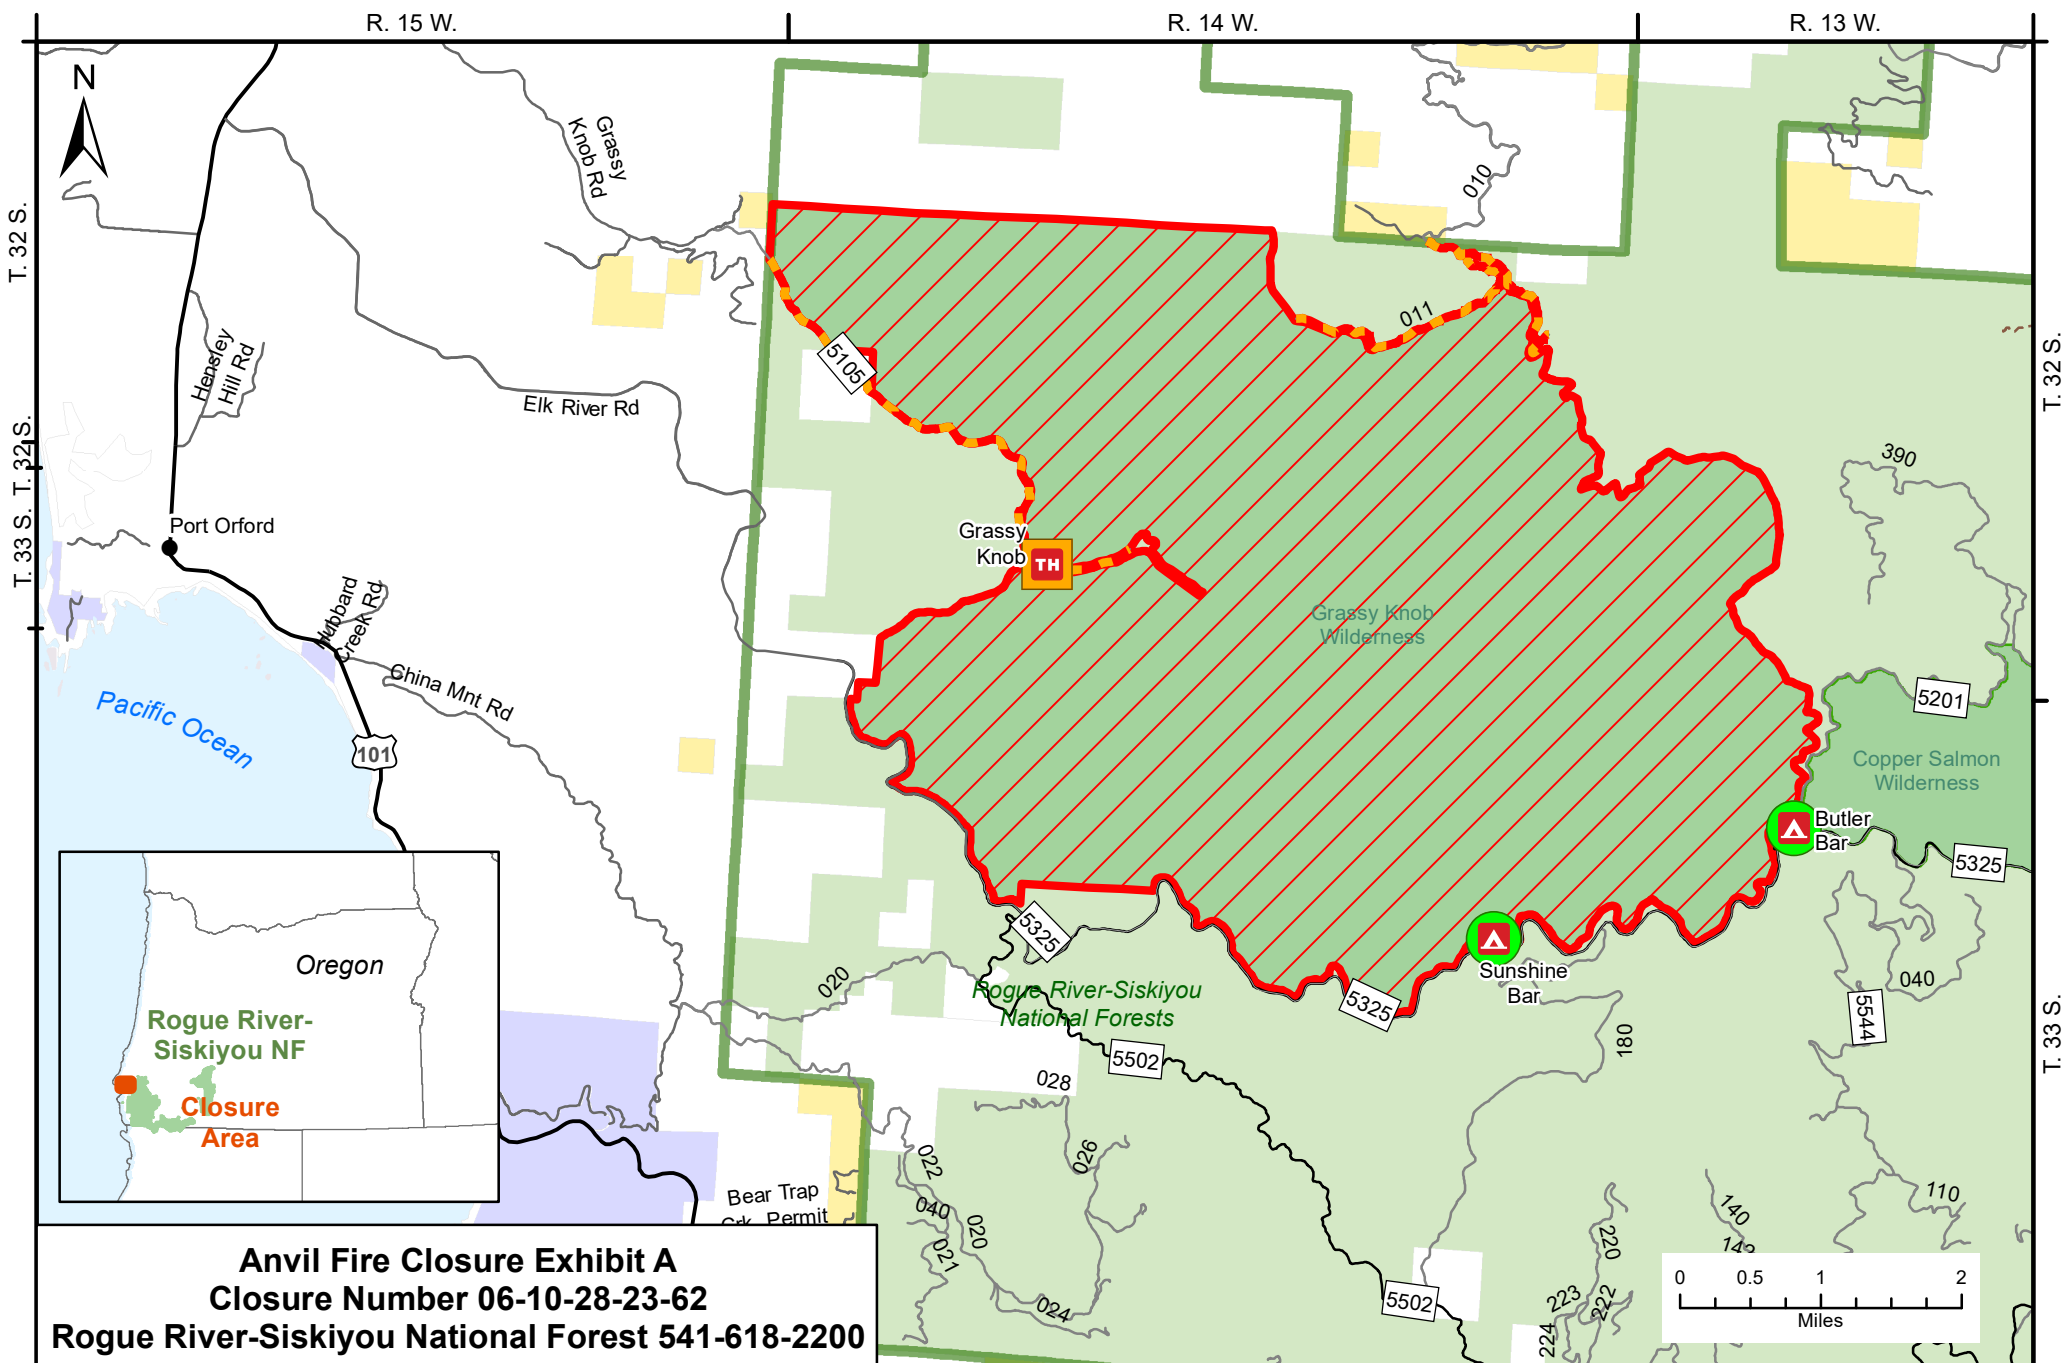 R. 15 W.
R. 14 W.
R. 13 W.
N
T. 32 S.
T. 32 S.
T. 32 S.
T. 33 S.
T. 33 S.
Grassy
Knob Rd
010
011
5105
Hensley
Hill Rd
Elk River Rd
390
Port Orford
Grassy
Knob
TH
Grassy Knob
Wilderness
Hubbard
Creek Rd
China Mnt Rd
Pacific Ocean
101
5201
Copper Salmon
Wilderness
Butler
Bar
5325
5325
Sunshine
Bar
5325
020
Rogue River-Siskiyou
National Forests
040
5544
180
5502
028
026
022
040
020
021
024
110
140
142
220
223
222
224
5502
Bear Trap
Crk. Permit
Oregon
Rogue River-
Siskiyou NF
Closure
Area
0 0.5 1 2
Miles
Anvil Fire Closure Exhibit A
Closure Number 06-10-28-23-62
Rogue River-Siskiyou National Forest 541-618-2200